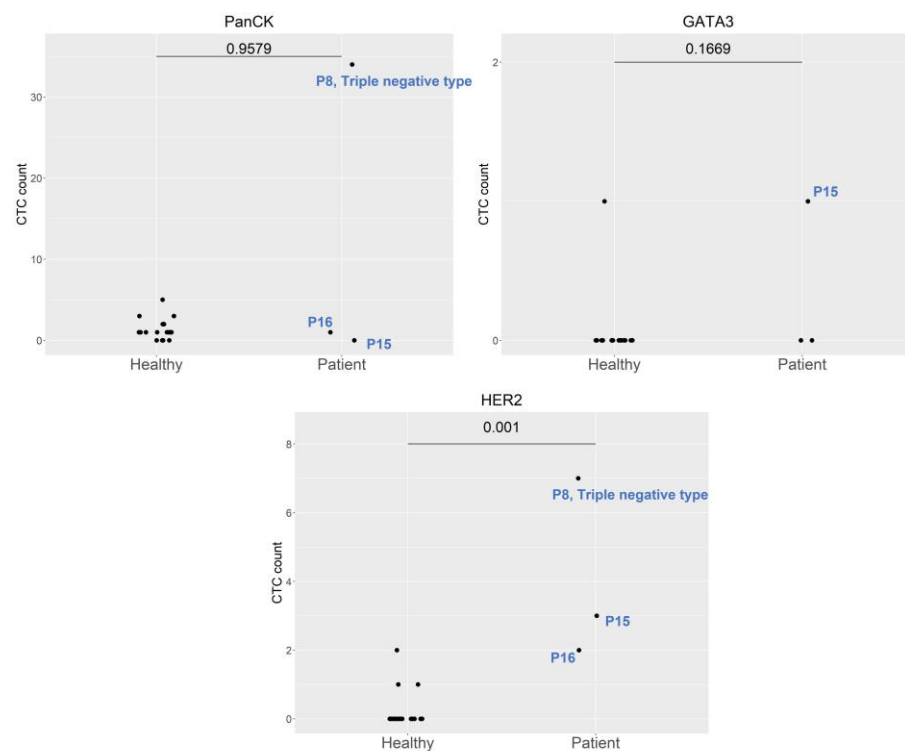 PanCK
0.9579
P8, Triple negative type
30
20
10
0
CTC count
P16
P15
Healthy
Patient
GATA3
0.1669
2
1
0
CTC count
P15
Healthy
Patient
HER2
0.001
8
6
4
2
0
CTC count
P8, Triple negative type
P15
P16
Healthy
Patient